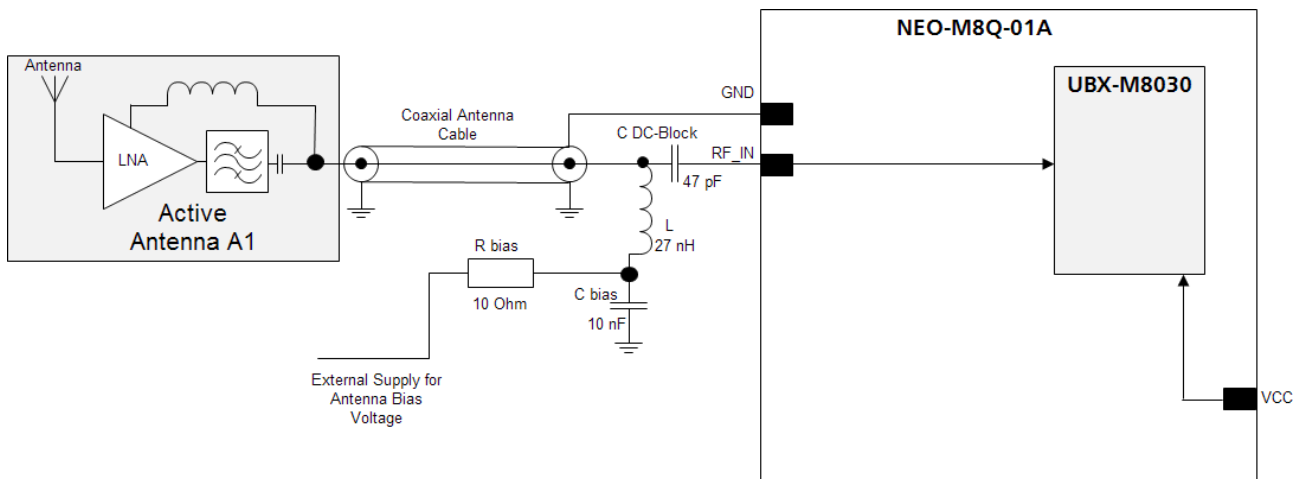 NEO-M8Q-01A
Antenna
UBX-M8030
GND
Coaxial Antenna
Cable
C DC-Block
RF_IN
LNA
47 pF
Active
Antenna A1
L
27 nH
R bias
10 Ohm
C bias
10 nF
External Supply for
Antenna Bias
Voltage
VCC